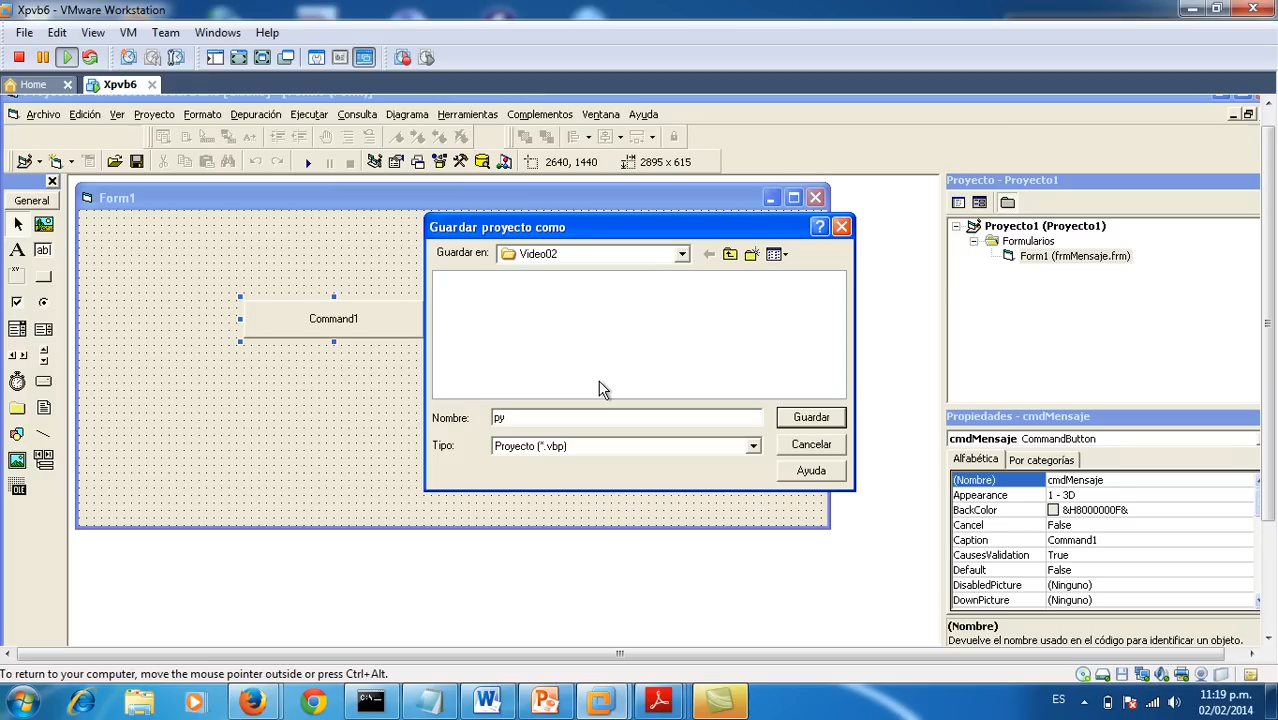 Xpvb6 - VMware Workstation
File Edit View VM Team Windows Help
Home Xpvb6
Archivo Edición Ver Proyecto Formato Depuración Ejecutar Consulta Diagrama Herramientas Complementos Ventana Ayuda
2640, 1440 2895 x 615
General
Form1
Command1
Guardar proyecto como
Guardar en: Video02
Nombre: py
Guardar
Tipo: Proyecto (*.vbp)
Cancelar
Ayuda
Proyecto - Proyecto1
Proyecto1 (Proyecto1)
Formularios
Form1 (frmMensaje.frm)
Propiedades - cmdMensaje
cmdMensaje CommandButton
Alfabética Por categorías
(Nombre) cmdMensaje
Appearance 1 - 3D
BackColor &H8000000F&
Cancel False
Caption Command1
CausesValidation True
Default False
DisabledPicture (Ninguno)
DownPicture (Ninguno)
(Nombre)
Devuelve el nombre usado en el código para identificar un objeto.
To return to your computer, move the mouse pointer outside or press Ctrl+Alt.
ES 11:19 p.m.
02/02/2014